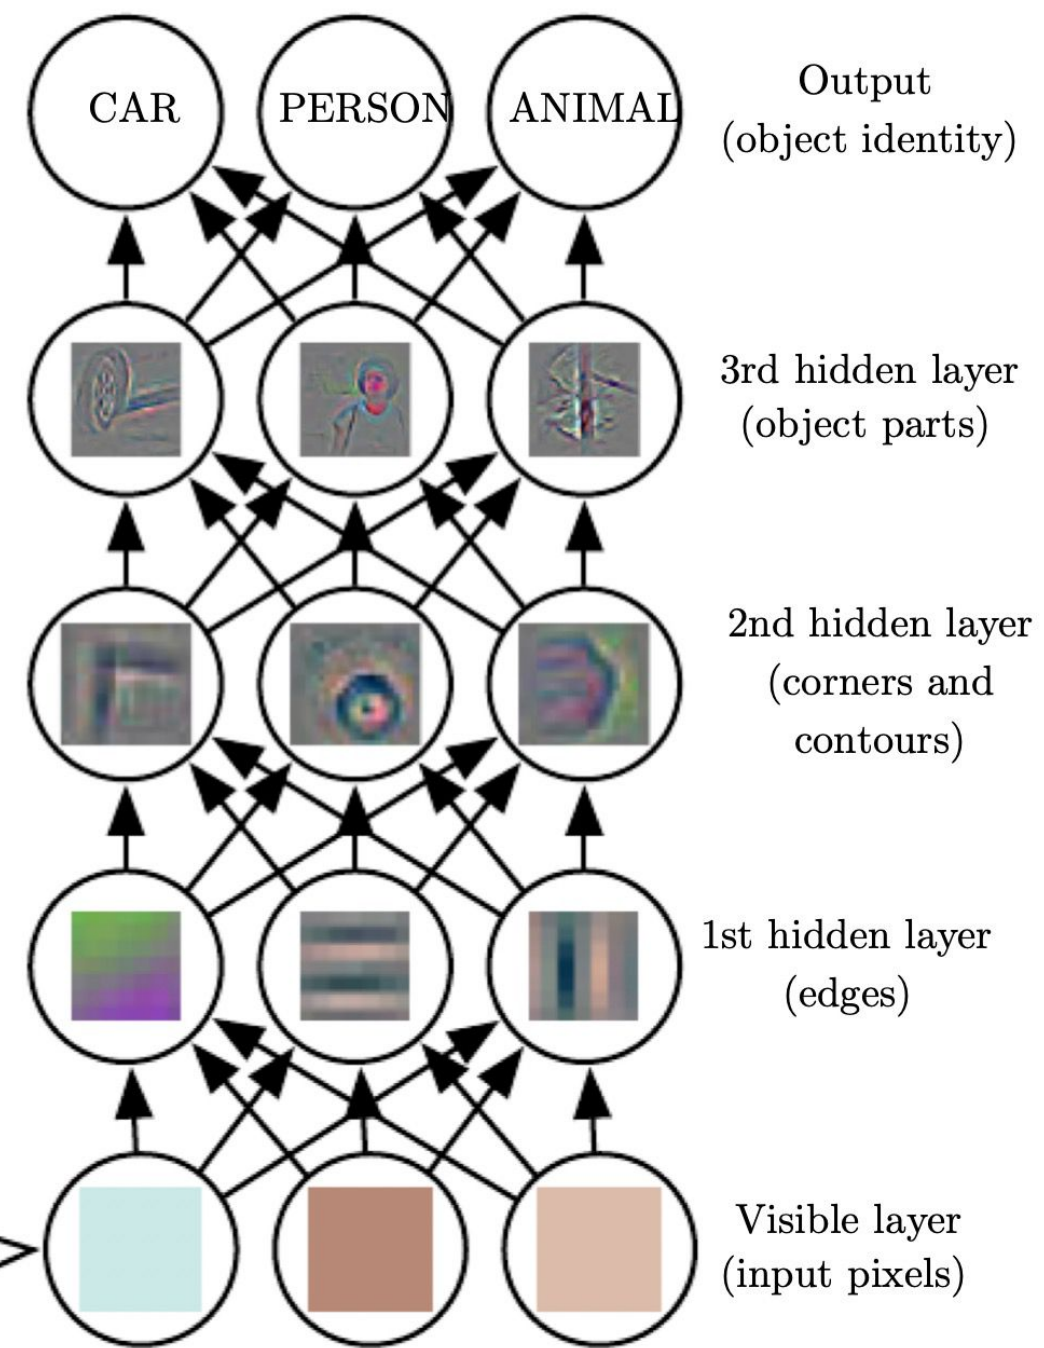 CAR PERSON ANIMAL
Output
(object identity)
3rd hidden layer
(object parts)
2nd hidden layer
(corners and
contours)
1st hidden layer
(edges)
Visible layer
(input pixels)